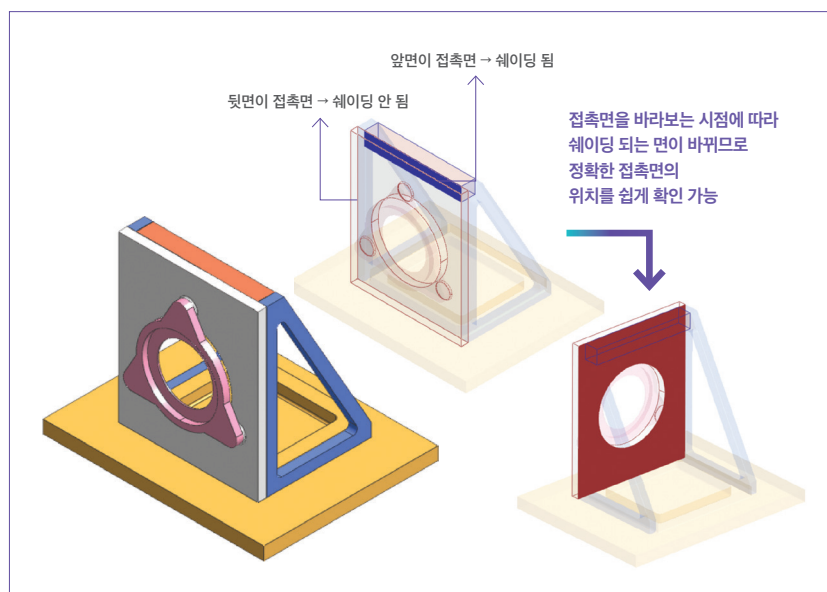 앞면이 접촉면 → 쉐이딩 됨
뒷면이 접촉면 → 쉐이딩 안 됨
접촉면을 바라보는 시점에 따라
쉐이딩 되는 면이 바뀌므로
정확한 접촉면의
위치를 쉽게 확인 가능